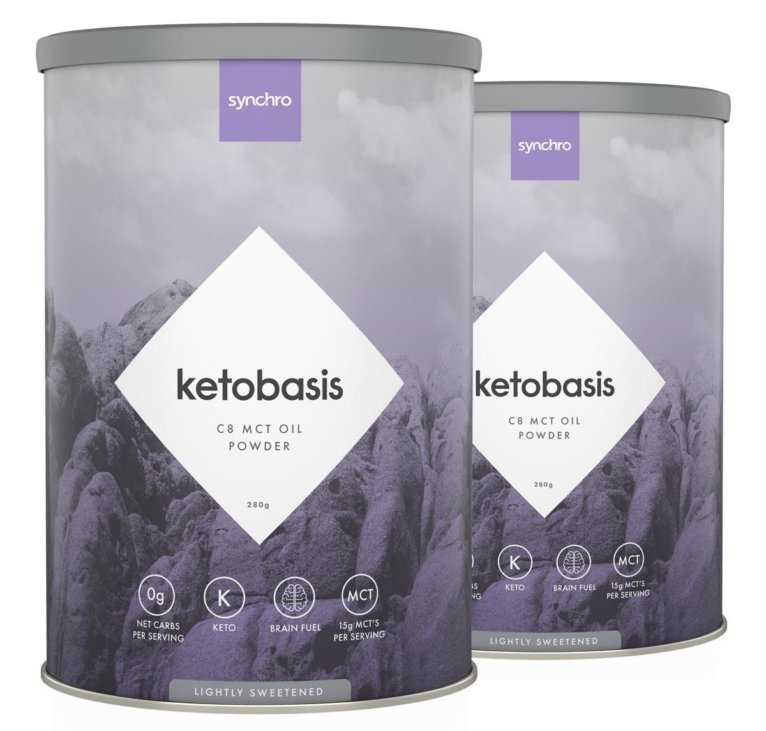 synchro
ketobasis
C8 MCT OIL
POWDER
280g
0g
NET CARBS
PER SERVING
K
KETO
BRAIN FUEL
MCT
15g MCT'S
PER SERVING
LIGHTLY SWEETENED
synchro
ketobasis
C8 MCT OIL
POWDER
280g
K
KETO
BRAIN FUEL
MCT
15g MCT'S
PER SERVING
LIGHTLY SWEETENED